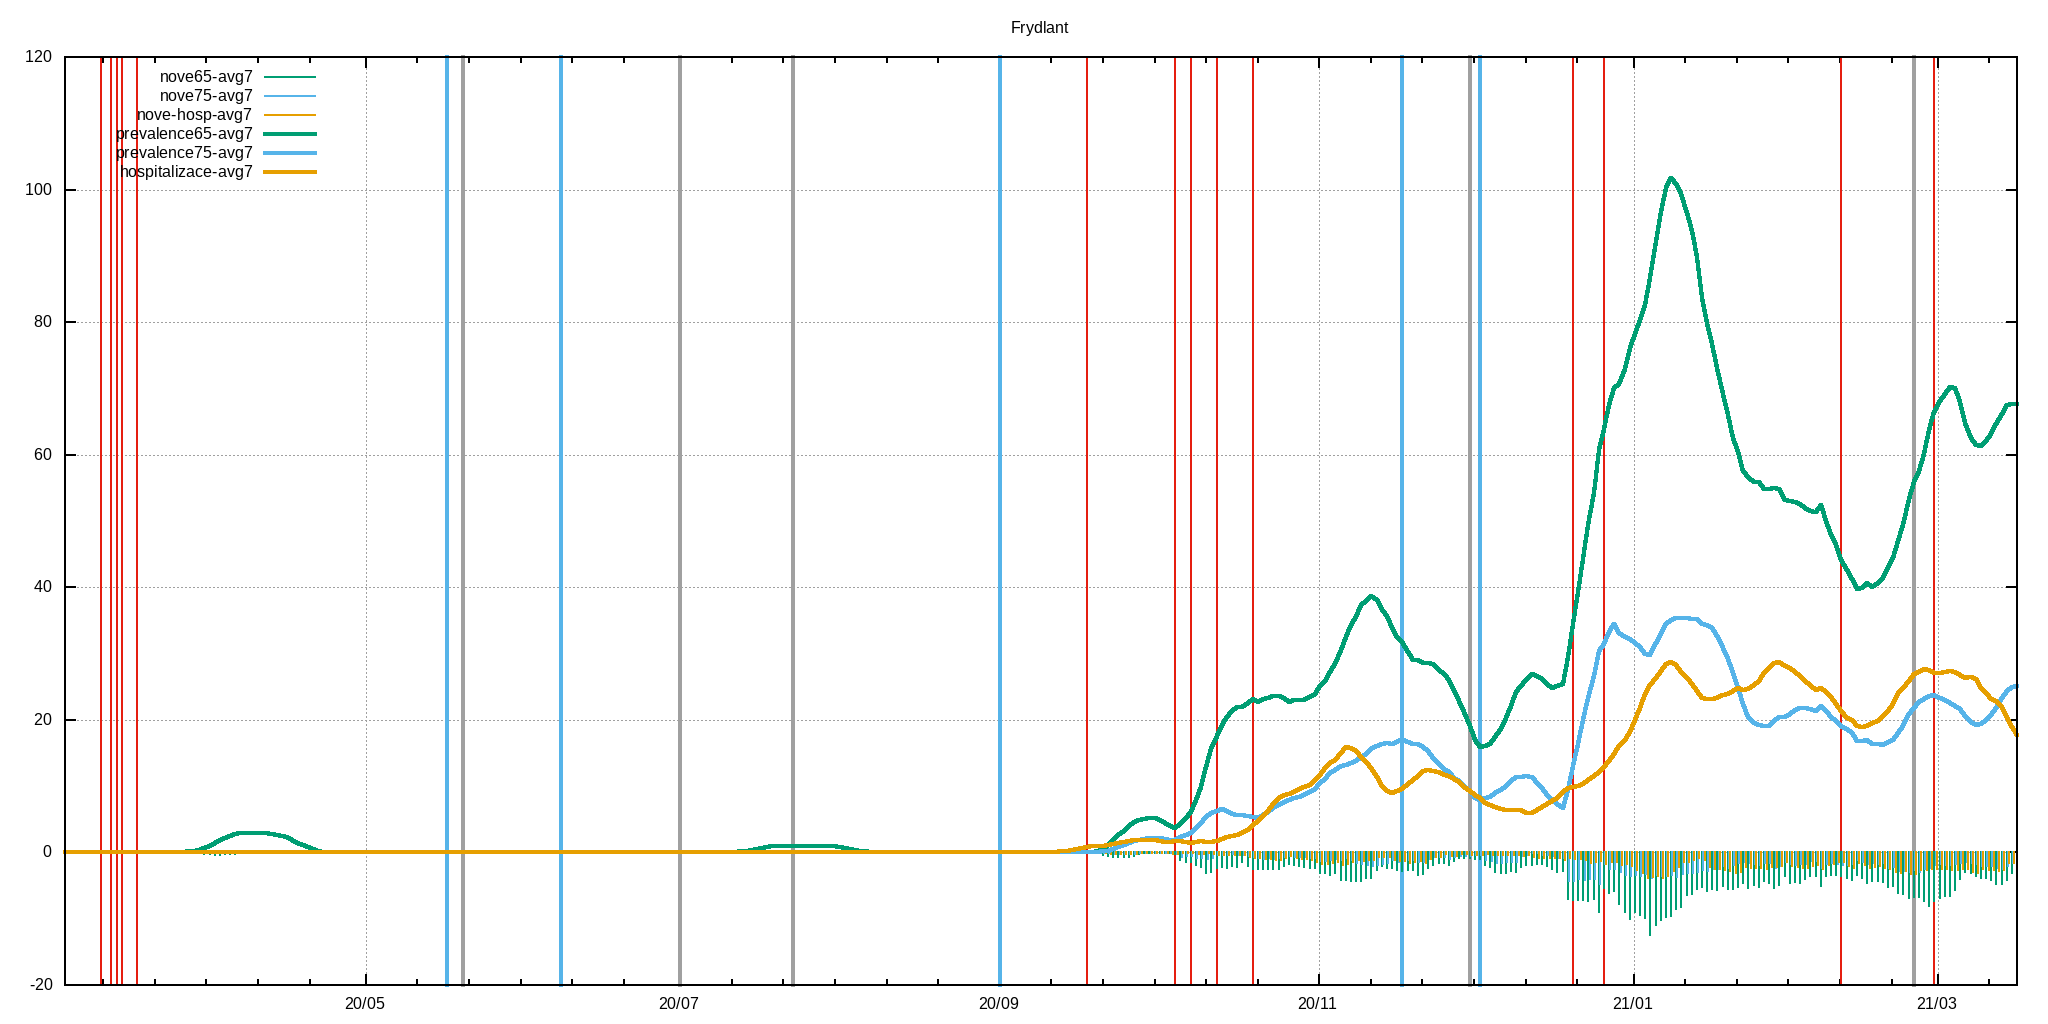 Frydlant
120
100
80
60
40
20
0
-20
nove65-avg7
nove75-avg7
nove-hosp-avg7
prevalence65-avg7
prevalence75-avg7
hospitalizace-avg7
20/05
20/07
20/09
20/11
21/01
21/03